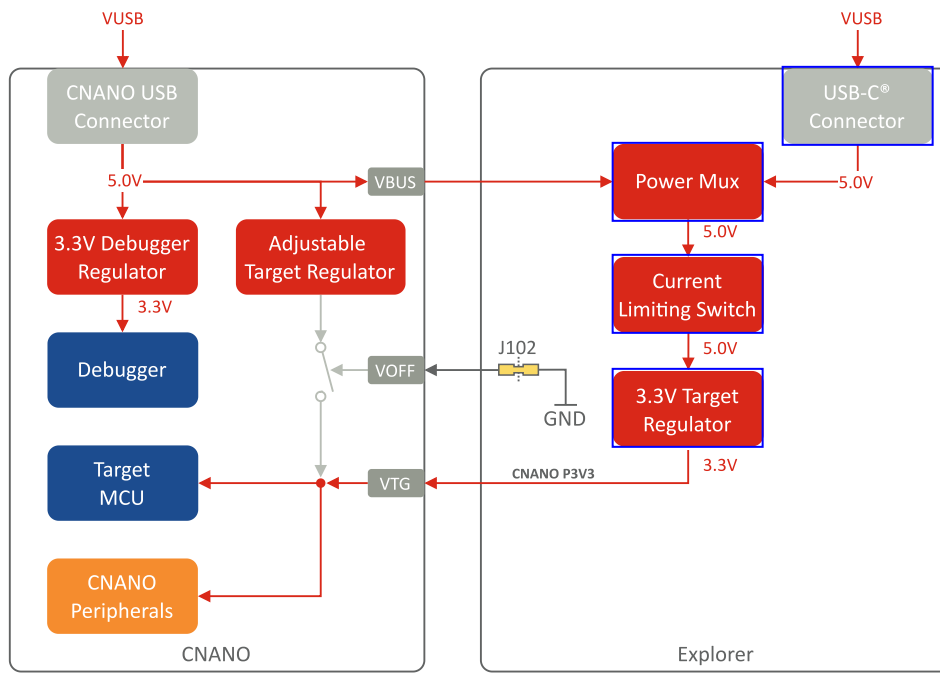 VUSB
VUSB
CNANO USB
Connector
USB-C®
Connector
5.0V
VBUS
Power Mux
5.0V
3.3V Debugger
Regulator
Adjustable
Target Regulator
5.0V
Current
Limiting Switch
3.3V
Debugger
VOFF
J102
GND
5.0V
3.3V Target
Regulator
Target
MCU
VTG
CNANO P3V3
3.3V
CNANO
Peripherals
CNANO
Explorer